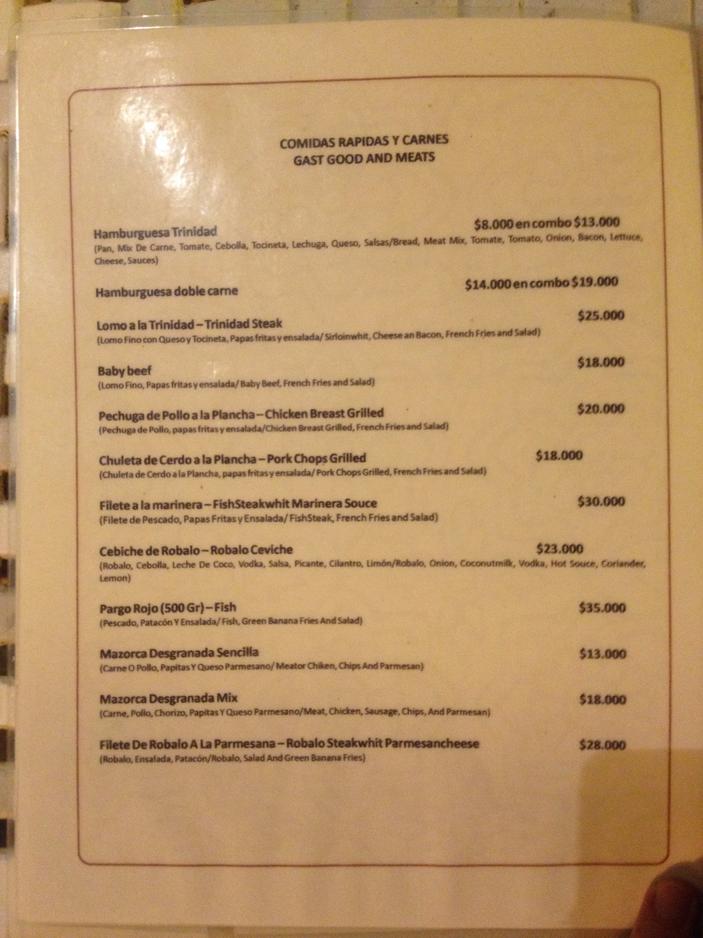 COMIDAS RAPIDAS Y CARNES
GAST GOOD AND MEATS
Hamburguesa Trinidad $8.000 en combo $13.000
(Pan, Mix De Carne, Tomate, Cebolla, Tocineta, Lechuga, Queso, Salsas/Bread, Meat Mix, Tomate, Tomato, Onion, Bacon, Lettuce,
Cheese, Sauces)
Hamburguesa doble carne $14.000 en combo $19.000
Lomo a la Trinidad – Trinidad Steak $25.000
(Lomo Fino con Queso y Tocineta, Papas fritas y ensalada/ Sirloinwhit, Cheese an Bacon, French Fries and Salad)
Baby beef $18.000
(Lomo Fino, Papas fritas y ensalada/ Baby Beef, French Fries and Salad)
Pechuga de Pollo a la Plancha – Chicken Breast Grilled $20.000
(Pechuga de Pollo, papas fritas y ensalada/Chicken Breast Grilled, French Fries and Salad)
Chuleta de Cerdo a la Plancha – Pork Chops Grilled $18.000
(Chuleta de Cerdo a la Plancha, papas fritas y ensalada/ Pork Chops Grilled, French Fries and Salad)
Filete a la marinera – FishSteakwhit Marinera Souce $30.000
(Filete de Pescado, Papas Fritas y Ensalada/ FishSteak, French Fries and Salad)
Cebiche de Robalo – Robalo Ceviche $23.000
(Robalo, Cebolla, Leche De Coco, Vodka, Salsa, Picante, Cilantro, Limón/Robalo, Onion, Coconutmilk, Vodka, Hot Souce, Coriander,
Lemon)
Pargo Rojo (500 Gr) – Fish $35.000
(Pescado, Patacón Y Ensalada/ Fish, Green Banana Fries And Salad)
Mazorca Desgranada Sencilla $13.000
(Carne O Pollo, Papitas Y Queso Parmesano/ Meator Chiken, Chips And Parmesan)
Mazorca Desgranada Mix $18.000
(Carne, Pollo, Chorizo, Papitas Y Queso Parmesano/Meat, Chicken, Sausage, Chips, And Parmesan)
Filete De Robalo A La Parmesana – Robalo Steakwhit Parmesancheese $28.000
(Robalo, Ensalada, Patacón/Robalo, Salad And Green Banana Fries)